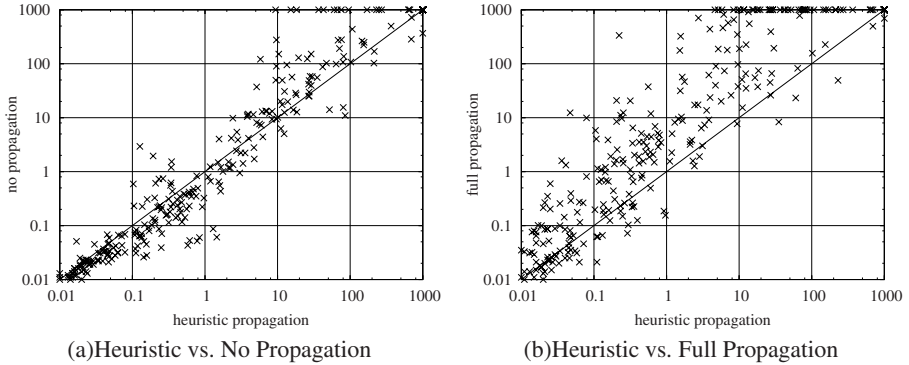 1000
1000
100
100
no propagation
full propagation
10
10
1
1
0.1
0.1
0.01
0.01
0.01 0.1 1 10 100 1000
0.01 0.1 1 10 100 1000
heuristic propagation
heuristic propagation
(a)Heuristic vs. No Propagation
(b)Heuristic vs. Full Propagation